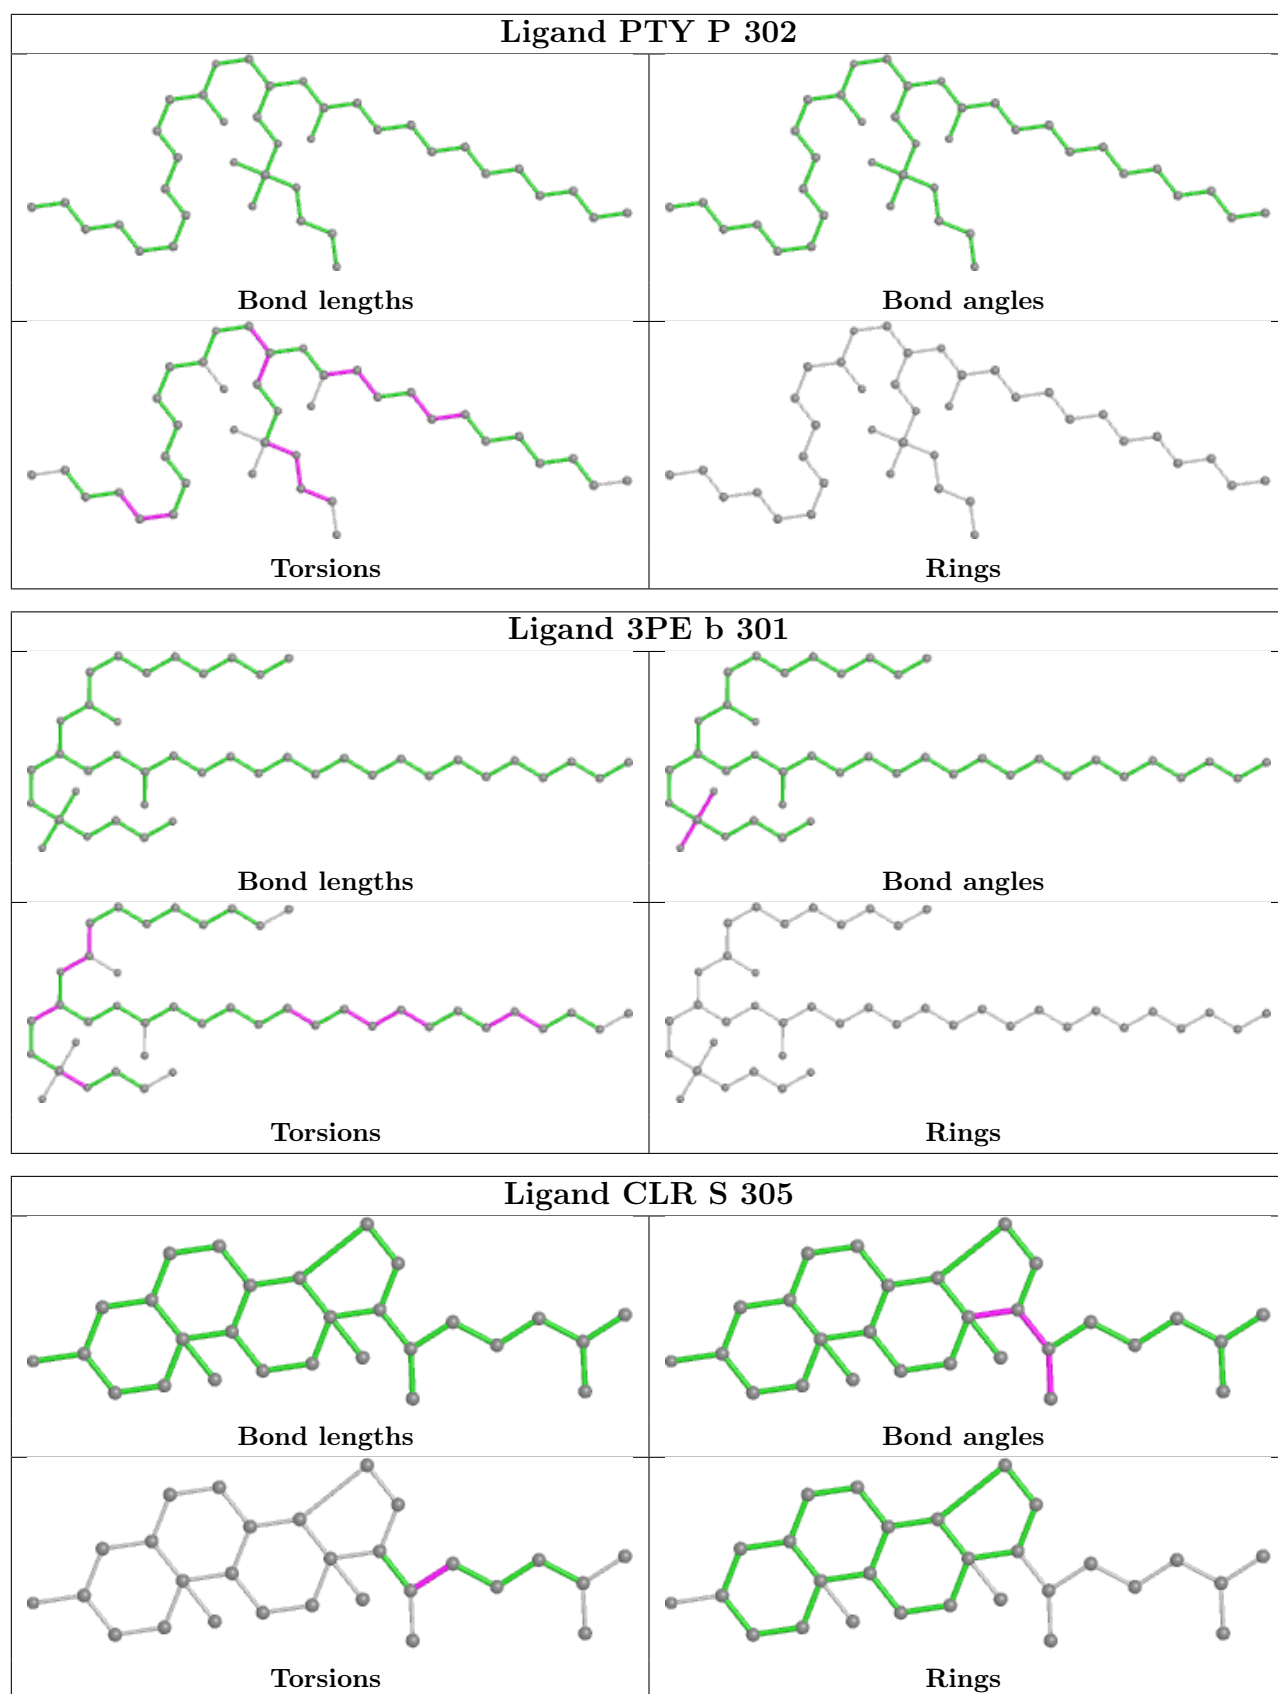 Ligand PTY P 302
Bond lengths
Bond angles
Torsions
Rings
Ligand 3PE b 301
Bond lengths
Bond angles
Torsions
Rings
Ligand CLR S 305
Bond lengths
Bond angles
Torsions
Rings